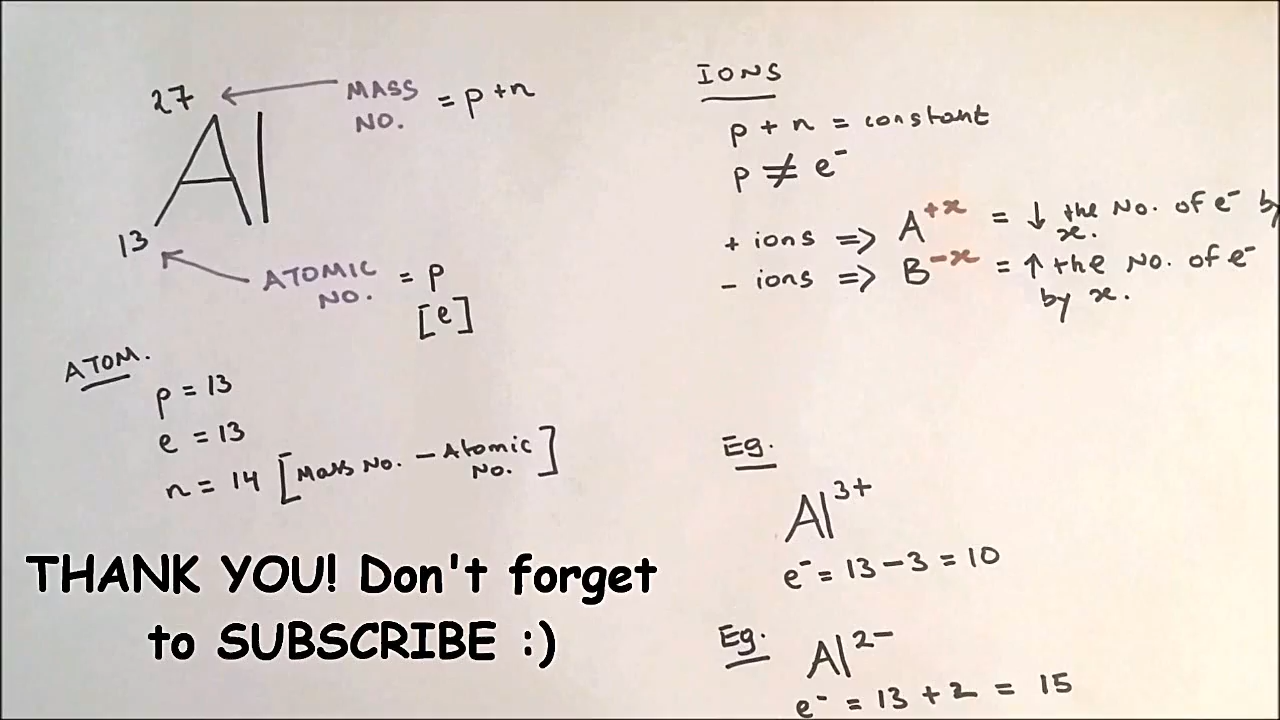 27
MASS NO. = p+n
Al
13
ATOMIC NO. = p
[e]
ATOM.
p = 13
e = 13
n = 14 [Mass No. – Atomic No.]
THANK YOU! Don't forget
to SUBSCRIBE :)
IONS
p + n = constant
p ≠ e⁻
+ ions => A⁺ˣ = ↓ the No. of e⁻ by
x.
– ions => B⁻ˣ = ↑ the No. of e⁻
by x.
Eg.
Al³⁺
e⁻ = 13 – 3 = 10
Eg.
Al²⁻
e⁻ = 13 + 2 = 15